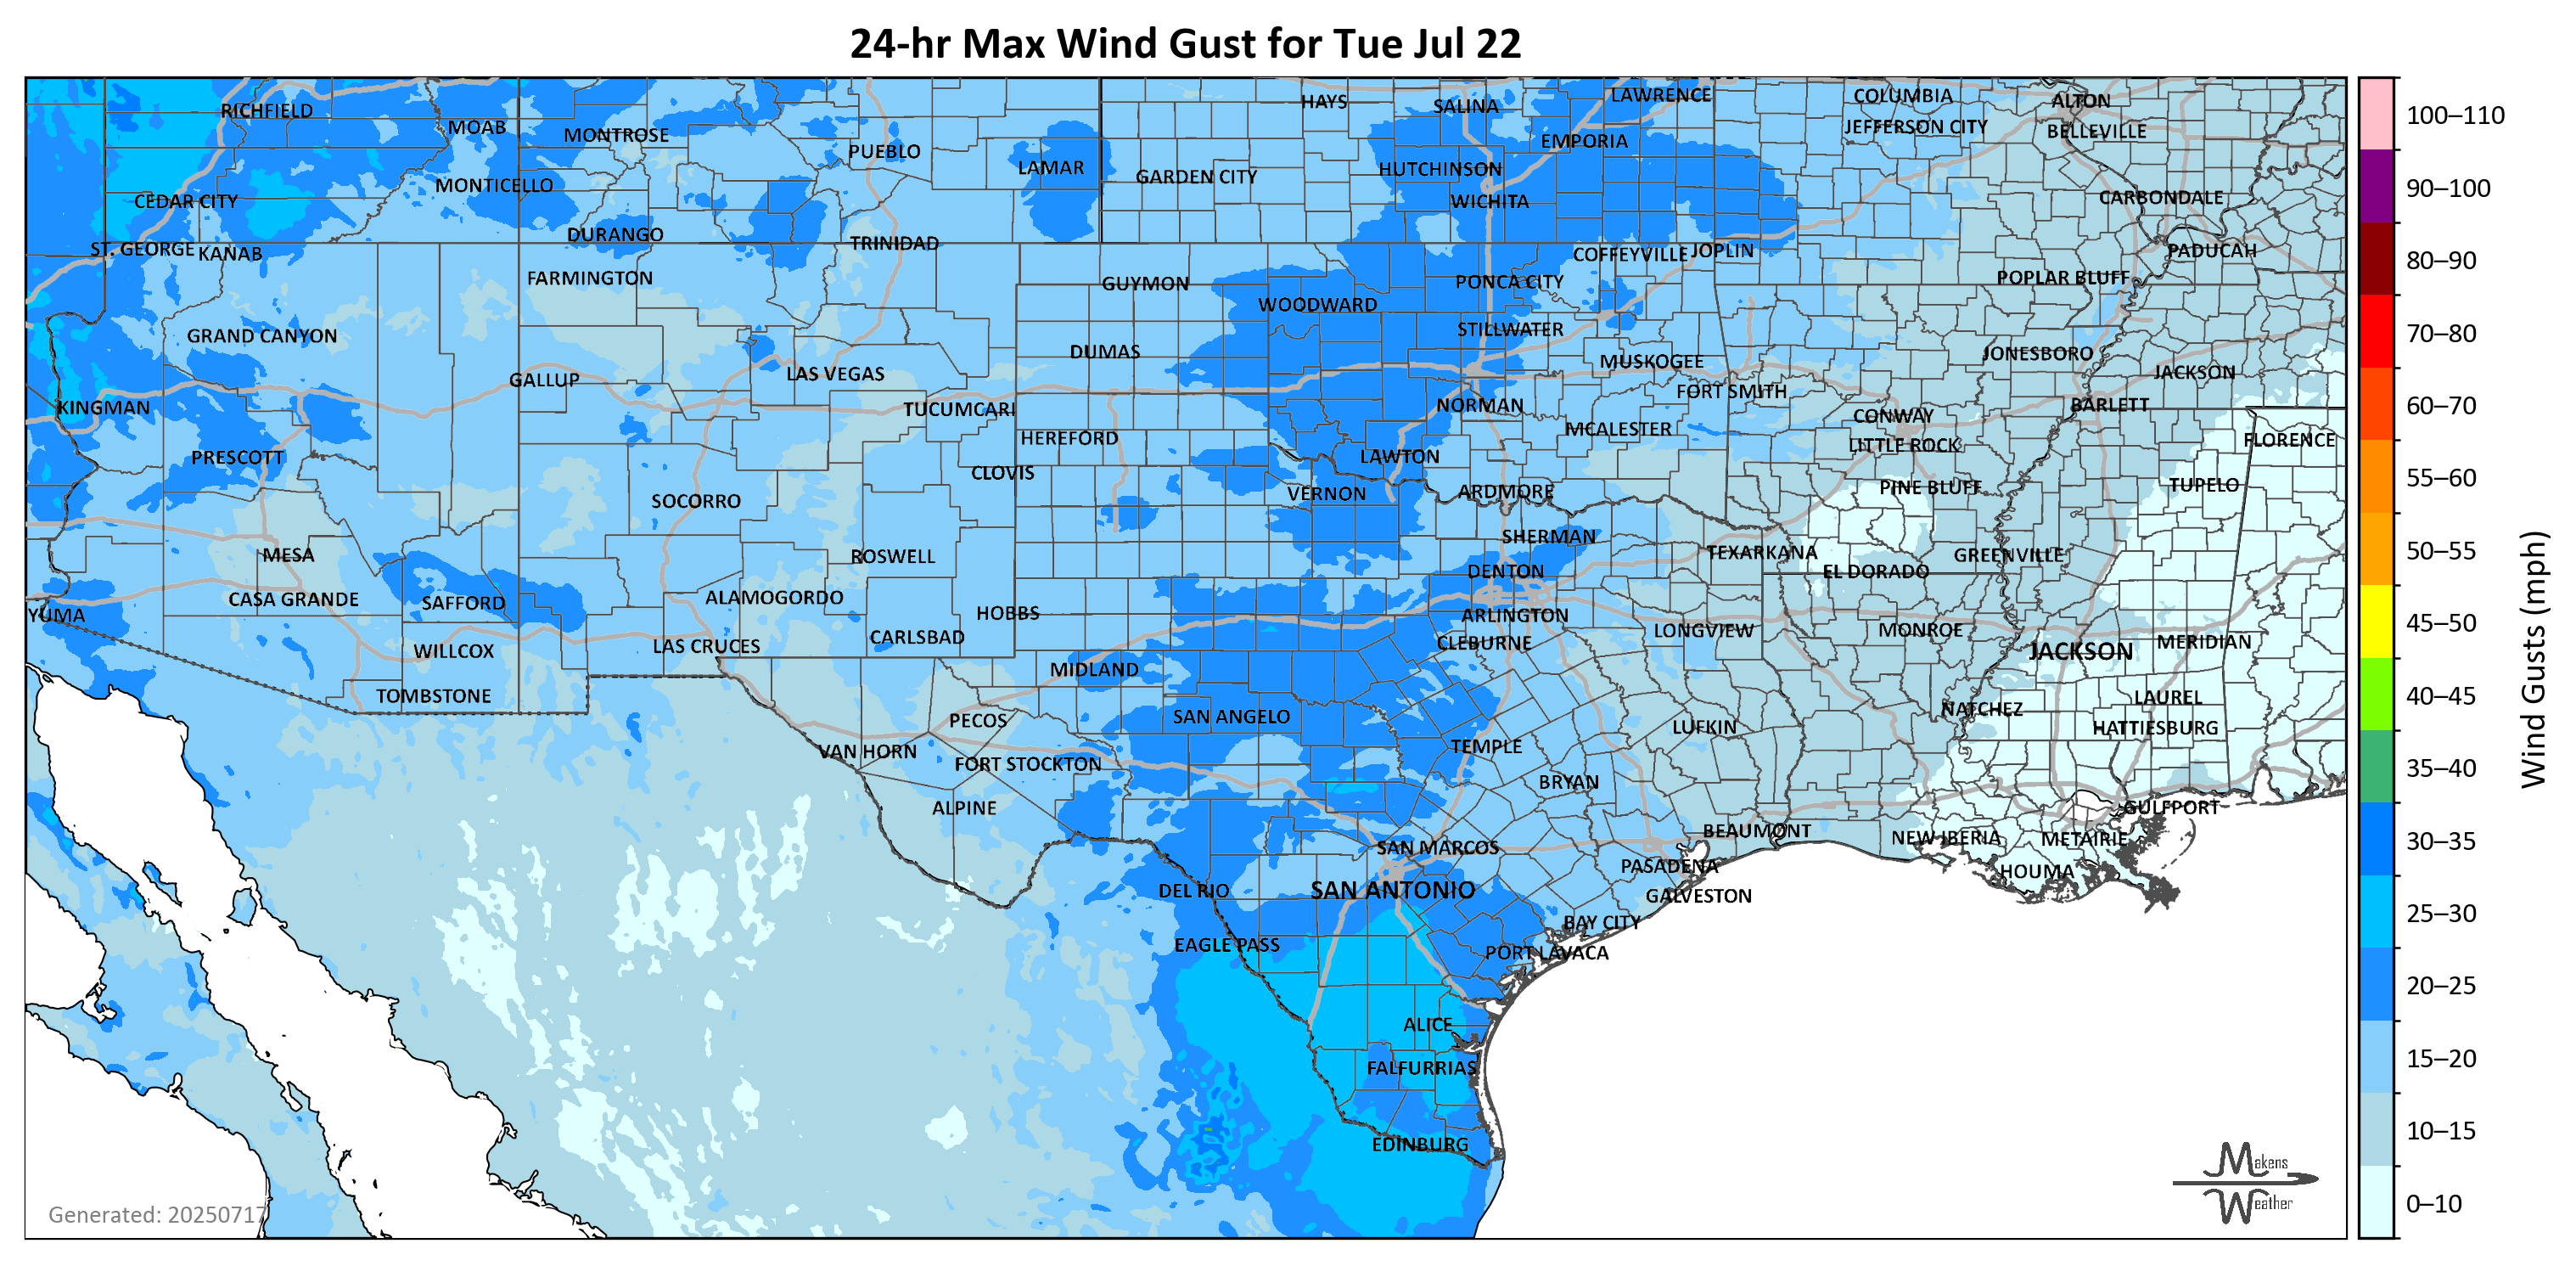 24-hr Max Wind Gust for Tue Jul 22
RICHFIELD
MOAB
MONTROSE
PUEBLO
LAMAR
HAYS
SALINA
LAWRENCE
COLUMBIA
ALTON
JEFFERSON CITY
BELLEVILLE
EMPORIA
GARDEN CITY
HUTCHINSON
MONTICELLO
CEDAR CITY
WICHITA
CARBONDALE
DURANGO
TRINIDAD
ST. GEORGE
KANAB
COFFEYVILLE
JOPLIN
PADUCAH
FARMINGTON
GUYMON
PONCA CITY
POPLAR BLUFF
WOODWARD
STILLWATER
GRAND CANYON
DUMAS
MUSKOGEE
JONESBORO
GALLUP
LAS VEGAS
JACKSON
KINGMAN
TUCUMCARI
NORMAN
FORT SMITH
CONWAY
BARLETT
HEREFORD
MCALESTER
LITTLE ROCK
FLORENCE
PRESCOTT
CLOVIS
LAWTON
SOCORRO
VERNON
ARDMORE
PINE BLUFF
TUPELO
MESA
ROSWELL
SHERMAN
TEXARKANA
GREENVILLE
DENTON
EL DORADO
CASA GRANDE
SAFFORD
ALAMOGORDO
HOBBS
ARLINGTON
YUMA
WILLCOX
LAS CRUCES
CARLSBAD
CLEBURNE
LONGVIEW
MONROE
JACKSON
MERIDIAN
MIDLAND
TOMBSTONE
PECOS
SAN ANGELO
LUFKIN
NATCHEZ
LAUREL
HATTIESBURG
VAN HORN
FORT STOCKTON
TEMPLE
BRYAN
ALPINE
GULFPORT
SAN MARCOS
BEAUMONT
NEW IBERIA
METAIRIE
DEL RIO
SAN ANTONIO
PASADENA
HOUMA
GALVESTON
BAY CITY
EAGLE PASS
PORT LAVACA
ALICE
FALFURRIAS
EDINBURG
Generated: 20250717
Makens
Weather
100–110
90–100
80–90
70–80
60–70
55–60
50–55
45–50
40–45
35–40
30–35
25–30
20–25
15–20
10–15
0–10
Wind Gusts (mph)